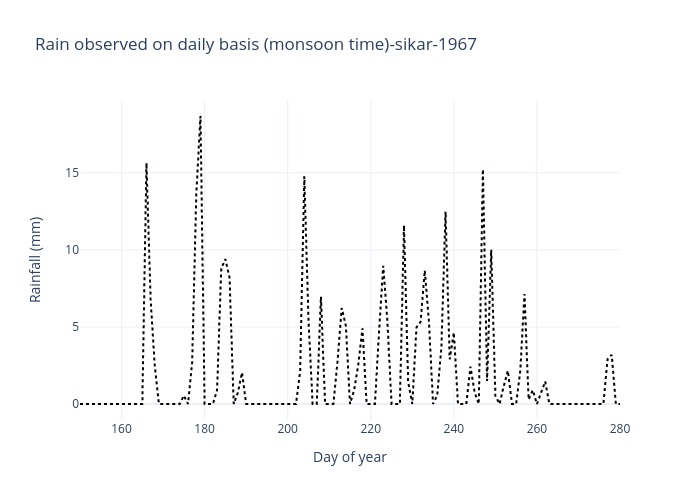 Rain observed on daily basis (monsoon time)-sikar-1967
15
10
5
0
160 180 200 220 240 260 280
Rainfall (mm)
Day of year